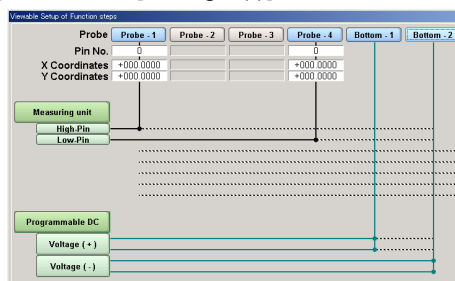 Viewable Setup of Function steps
Probe Probe - 1 Probe - 2 Probe - 3 Probe - 4 Bottom - 1 Bottom - 2
Pin No. 0 0
X Coordinates +000.0000 +000.0000
Y Coordinates +000.0000 +000.0000
Measuring unit
High-Pin
Low-Pin
Programmable DC
Voltage ( + )
Voltage ( - )